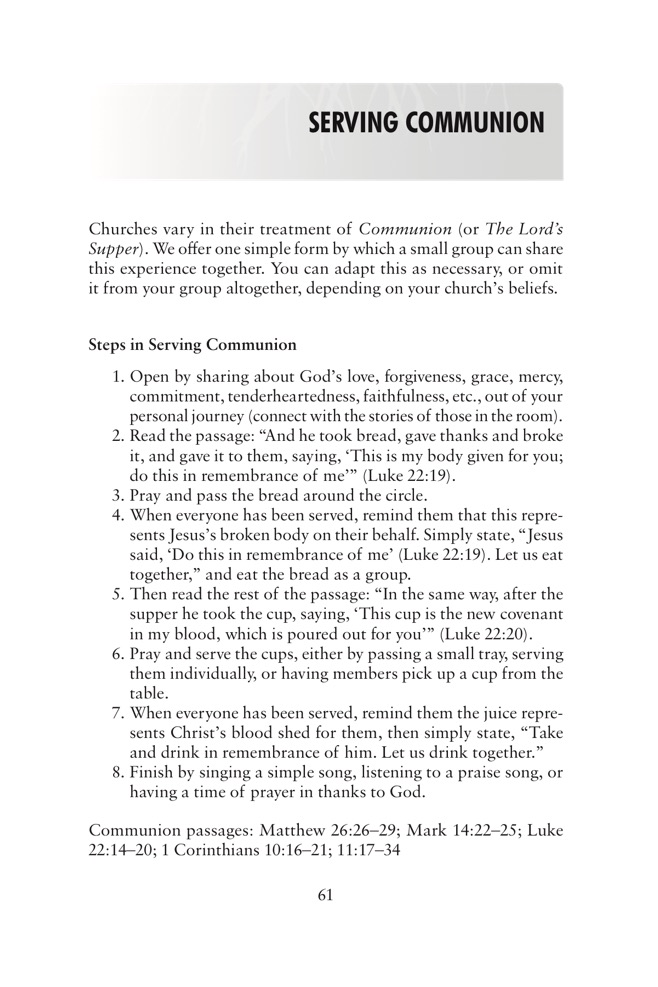 SERVING COMMUNION
Churches vary in their treatment of Communion (or The Lord’s
Supper). We offer one simple form by which a small group can share
this experience together. You can adapt this as necessary, or omit
it from your group altogether, depending on your church’s beliefs.
Steps in Serving Communion
1. Open by sharing about God’s love, forgiveness, grace, mercy,
commitment, tenderheartedness, faithfulness, etc., out of your
personal journey (connect with the stories of those in the room).
2. Read the passage: “And he took bread, gave thanks and broke
it, and gave it to them, saying, ‘This is my body given for you;
do this in remembrance of me’” (Luke 22:19).
3. Pray and pass the bread around the circle.
4. When everyone has been served, remind them that this repre-
sents Jesus’s broken body on their behalf. Simply state, “Jesus
said, ‘Do this in remembrance of me’ (Luke 22:19). Let us eat
together,” and eat the bread as a group.
5. Then read the rest of the passage: “In the same way, after the
supper he took the cup, saying, ‘This cup is the new covenant
in my blood, which is poured out for you’” (Luke 22:20).
6. Pray and serve the cups, either by passing a small tray, serving
them individually, or having members pick up a cup from the
table.
7. When everyone has been served, remind them the juice repre-
sents Christ’s blood shed for them, then simply state, “Take
and drink in remembrance of him. Let us drink together.”
8. Finish by singing a simple song, listening to a praise song, or
having a time of prayer in thanks to God.
Communion passages: Matthew 26:26–29; Mark 14:22–25; Luke
22:14–20; 1 Corinthians 10:16–21; 11:17–34
61